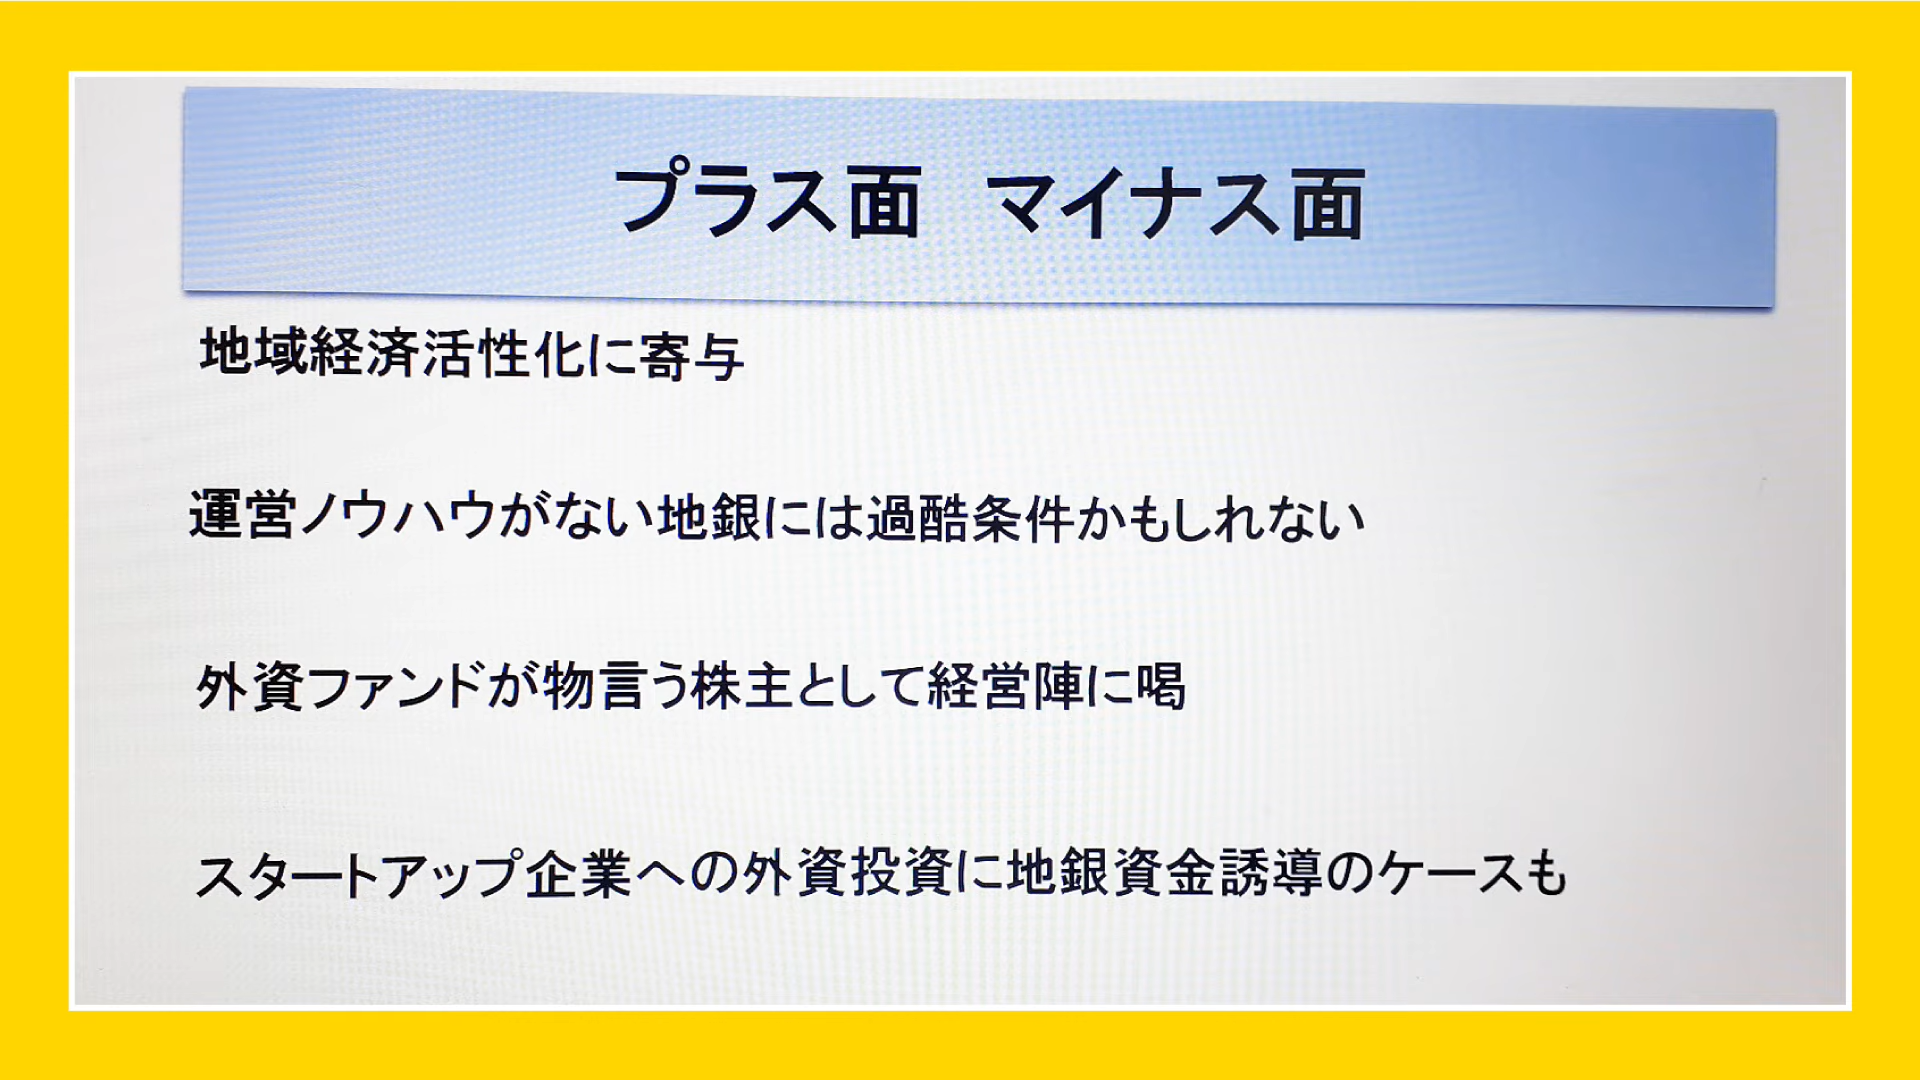 プラス面　マイナス面
地域経済活性化に寄与
運営ノウハウがない地銀には過酷条件かもしれない
外資ファンドが物言う株主として経営陣に喝
スタートアップ企業への外資投資に地銀資金誘導のケースも